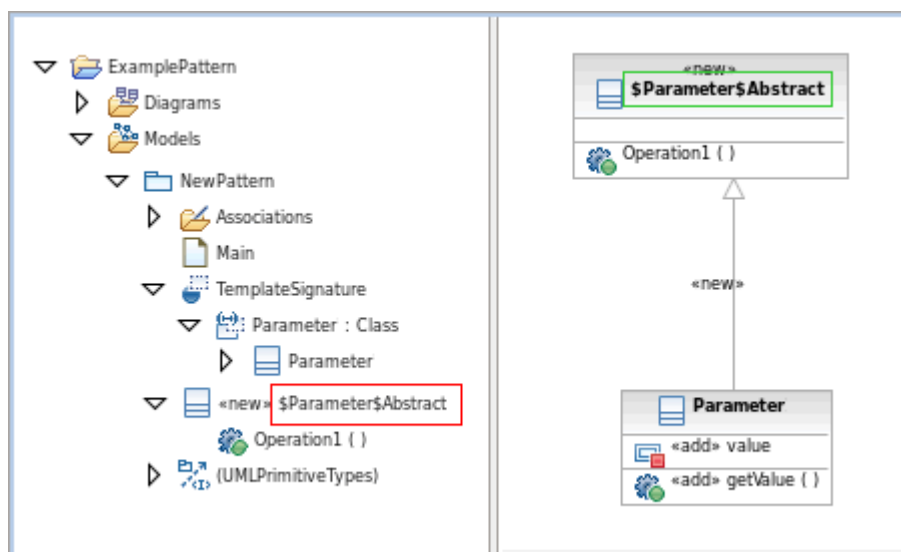 ExamplePattern
Diagrams
Models
NewPattern
Associations
Main
TemplateSignature
Parameter : Class
Parameter
«new» $Parameter$Abstract
Operation1 ( )
(UMLPrimitiveTypes)
«new»
$Parameter$Abstract
Operation1 ( )
«new»
Parameter
«add» value
«add» getValue ( )